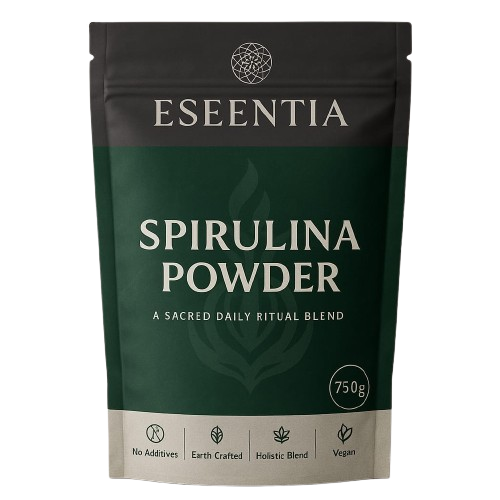 ESEENTIA
SPIRULINA
POWDER
A SACRED DAILY RITUAL BLEND
750g
No Additives
Earth Crafted
Holistic Blend
Vegan